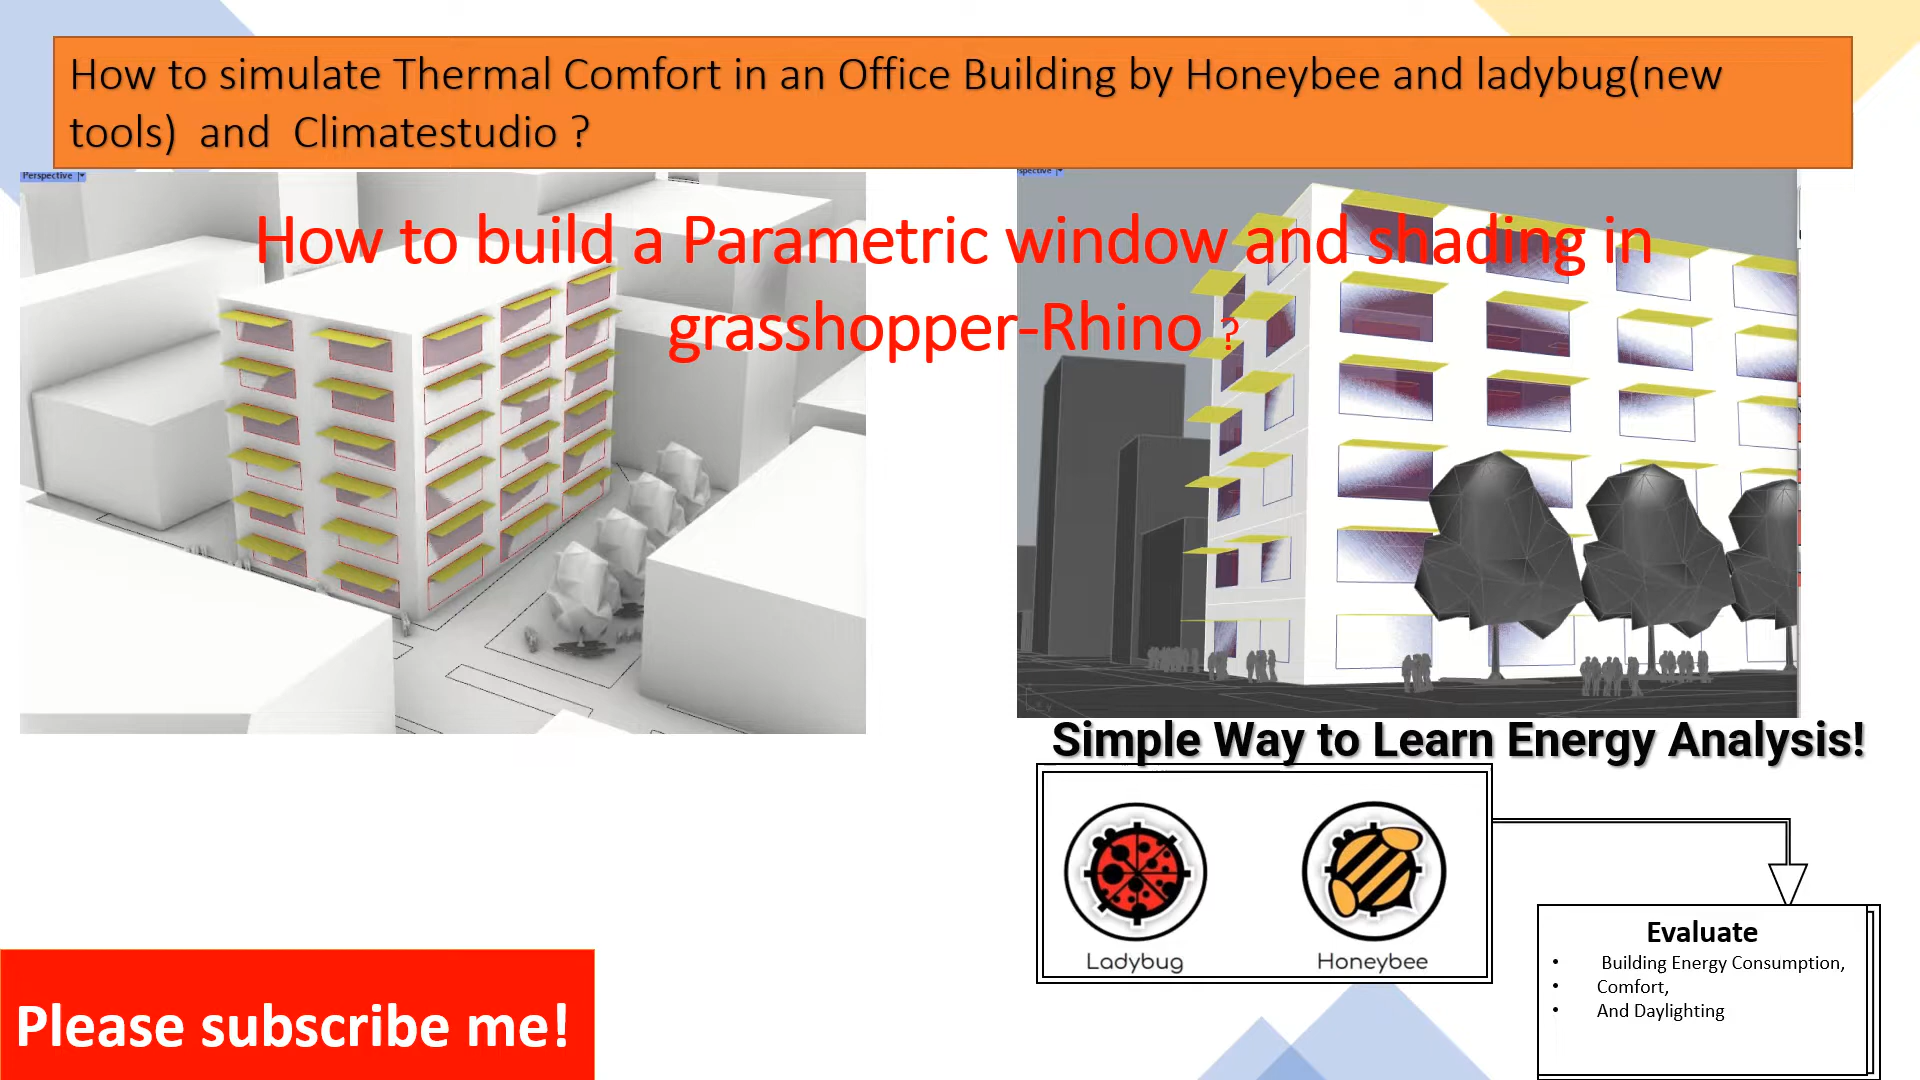 How to simulate Thermal Comfort in an Office Building by Honeybee and ladybug(new
tools) and Climatestudio ?
Perspective
spective
How to build a Parametric window and shading in
grasshopper-Rhino ?
Simple Way to Learn Energy Analysis!
Ladybug
Honeybee
Evaluate
• Building Energy Consumption,
• Comfort,
• And Daylighting
Please subscribe me!